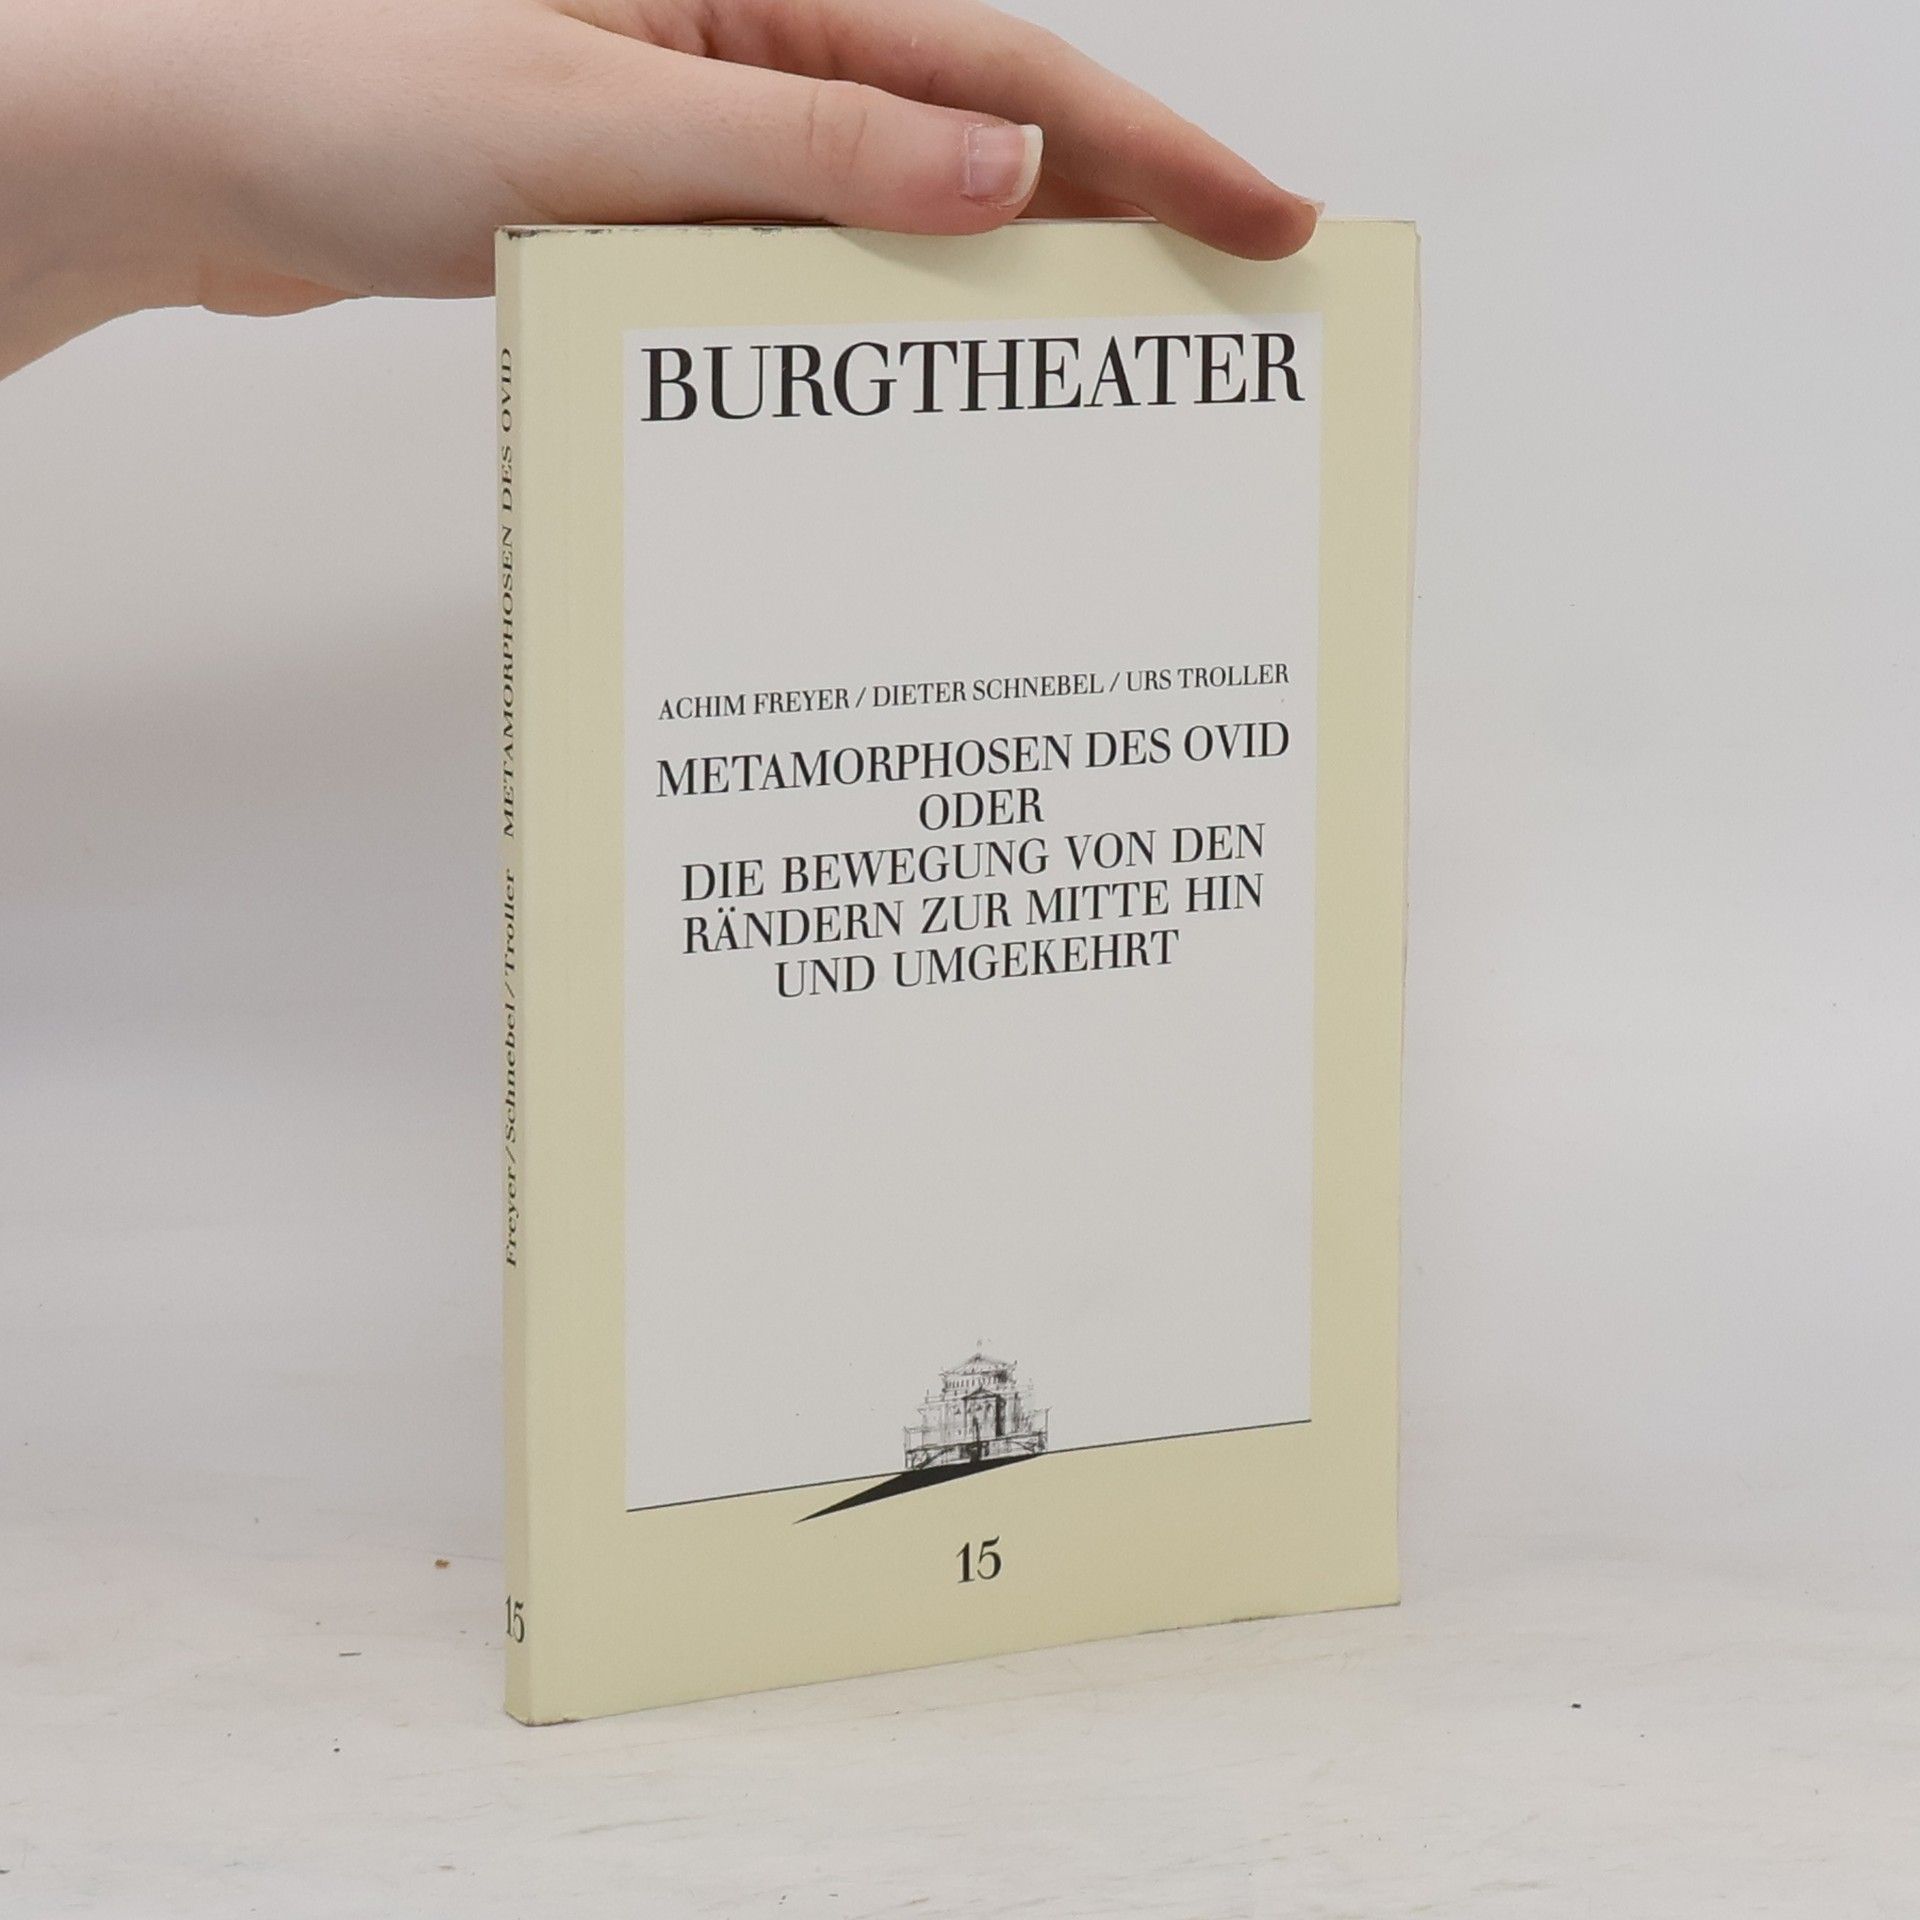 BURGTHEATER
ACHIM FREYER / DIETER SCHNEBEL / URS TROLLER
METAMORPHOSEN DES OVID
ODER
DIE BEWEGUNG VON DEN
RÄNDERN ZUR MITTE HIN
UND UMGEKEHRT
15
Freyer/Schnebel/Troller METAMORPHOSEN DES OVID
15